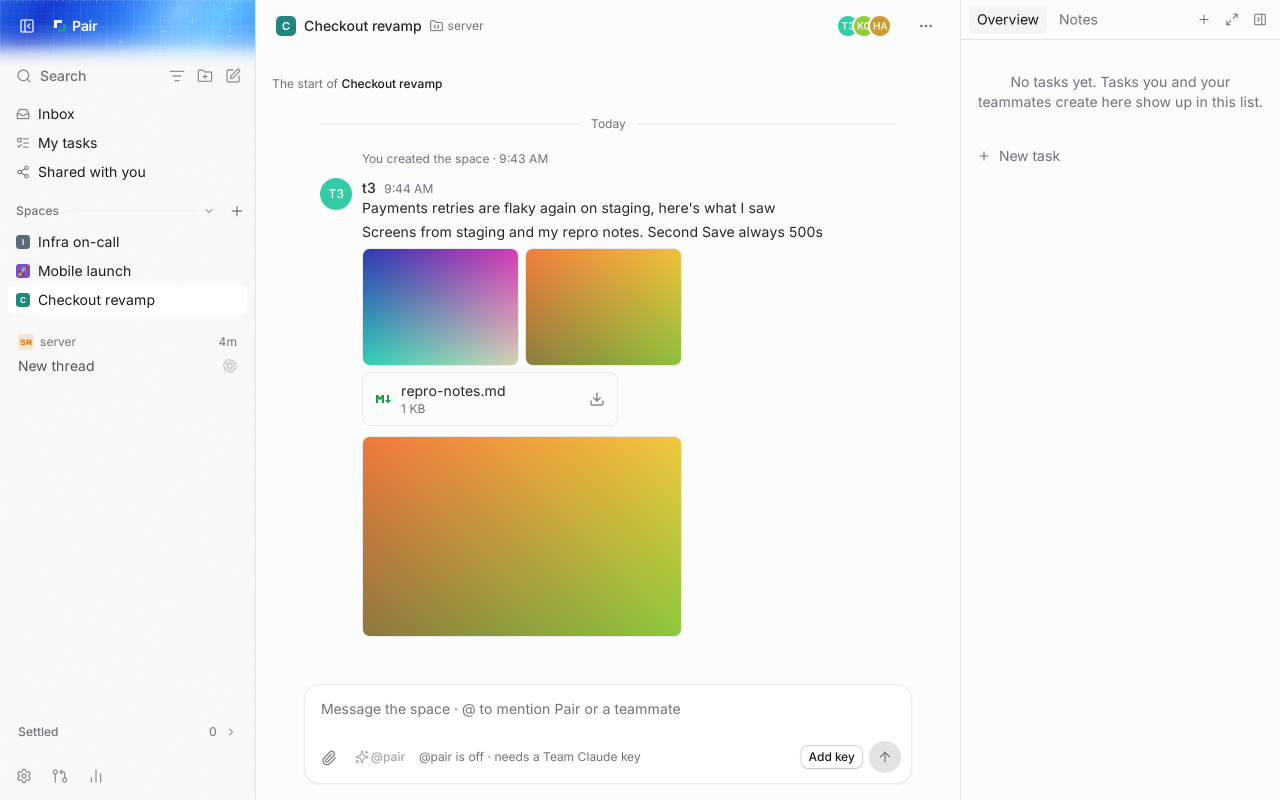 Pair
Search
Inbox
My tasks
Shared with you
Spaces
I Infra on-call
Mobile launch
C Checkout revamp
SR server 4m
New thread
Settled 0
C Checkout revamp server
T3 KC HA
The start of Checkout revamp
Today
You created the space · 9:43 AM
T3 t3 9:44 AM
Payments retries are flaky again on staging, here's what I saw
Screens from staging and my repro notes. Second Save always 500s
M↓ repro-notes.md
1 KB
Message the space · @ to mention Pair or a teammate
@pair @pair is off · needs a Team Claude key Add key
Overview Notes
No tasks yet. Tasks you and your
teammates create here show up in this list.
+ New task